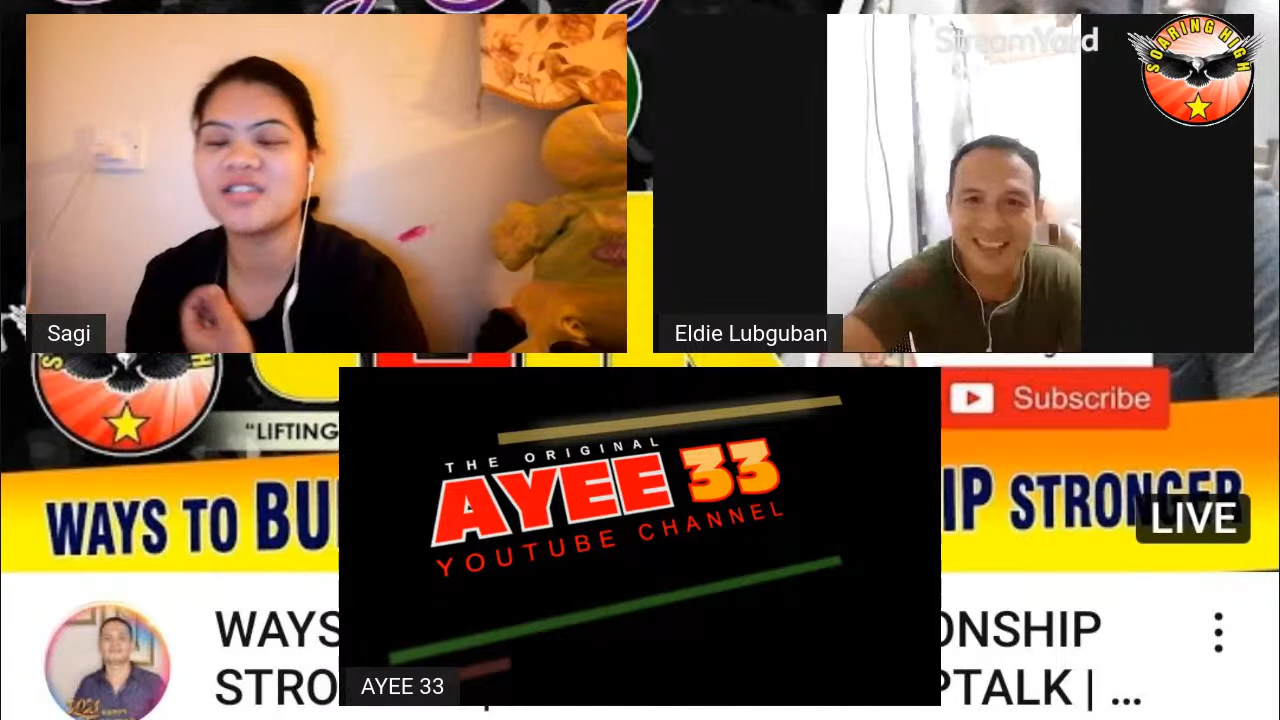 StreamYard
SOARING HIGH
Sagi
Eldie Lubguban
Subscribe
"LIFTING
THE ORIGINAL
AYEE 33
YOUTUBE CHANNEL
WAYS TO BU
IP STRONGER
LIVE
WAYS
ONSHIP
STRO
PTALK | ...
AYEE 33
2021